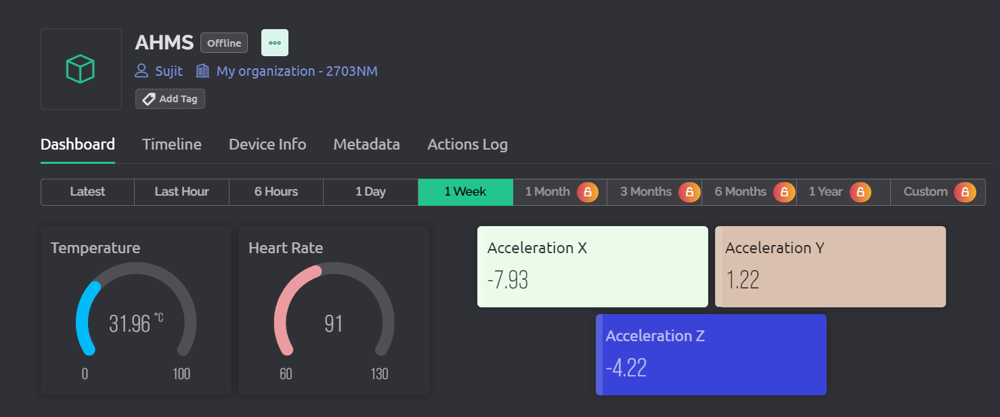 AHMS Offline
Sujit My organization - 2703NM
Add Tag
Dashboard Timeline Device Info Metadata Actions Log
Latest Last Hour 6 Hours 1 Day 1 Week 1 Month 3 Months 6 Months 1 Year Custom
Temperature
31.96 °C
0 100
Heart Rate
91
60 130
Acceleration X
-7.93
Acceleration Y
1.22
Acceleration Z
-4.22